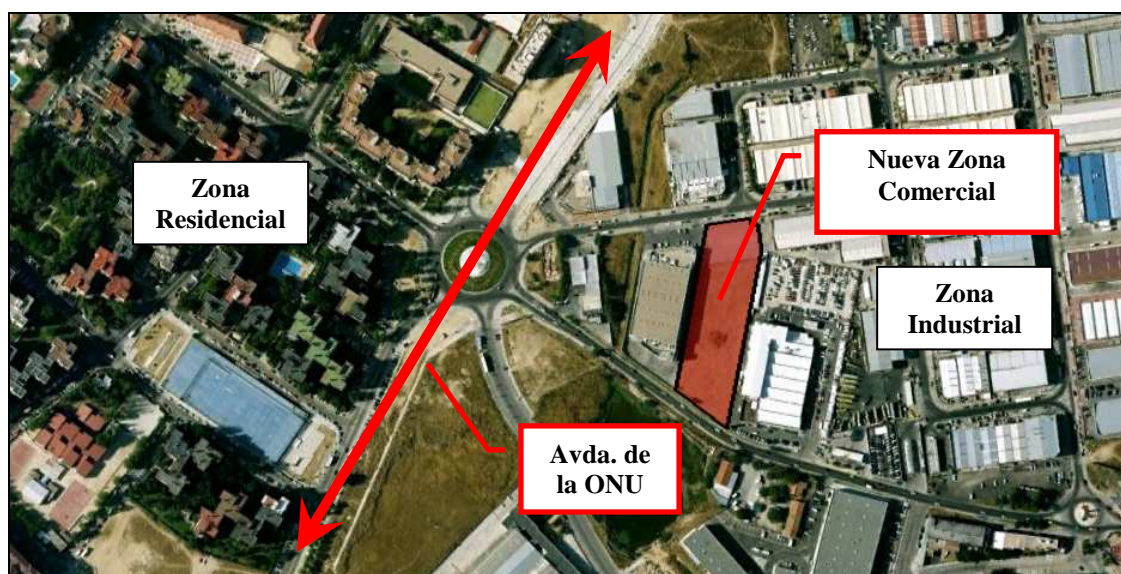 Zona
Residencial
Nueva Zona
Comercial
Zona
Industrial
Avda. de
la ONU